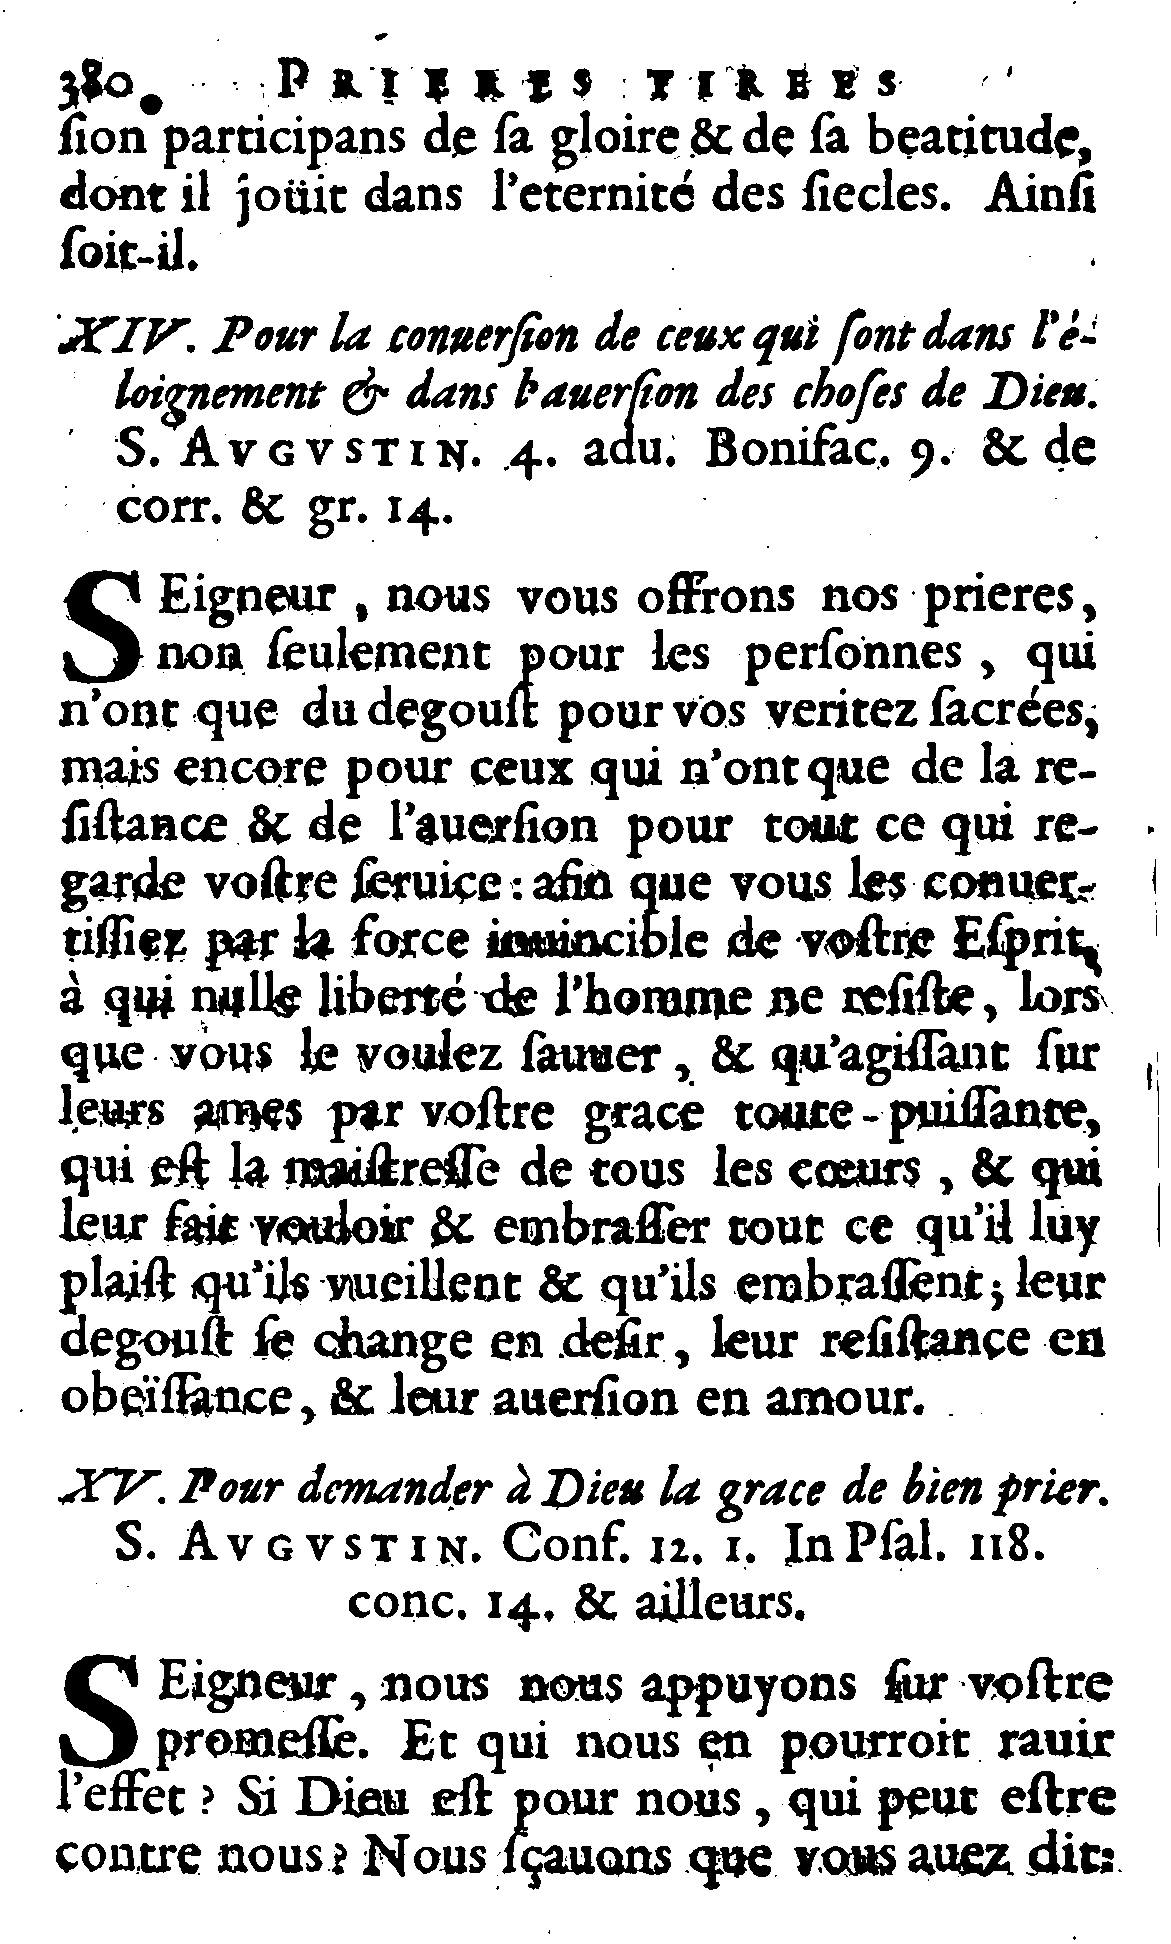 380 PRIERES TIREES
ſion participans de ſa gloire & de ſa beatitude,
dont il joüit dans l'eternité des ſiecles. Ainſi
ſoit-il.
XIV. Pour la conuerſion de ceux qui ſont dans l'é-
loignement & dans l'auerſion des choſes de Dieu.
S. AVGVSTIN. 4. adu. Bonifac. 9. & de
corr. & gr. 14.
SEigneur, nous vous offrons nos prieres,
non ſeulement pour les perſonnes, qui
n'ont que du degouſt pour vos veritez ſacrées,
mais encore pour ceux qui n'ont que de la re-
ſiſtance & de l'auerſion pour tout ce qui re-
garde voſtre ſeruice : afin que vous les conuer-
tiſſiez par la force inuincible de voſtre Eſprit,
à qui nulle liberté de l'homme ne reſiſte, lors
que vous le voulez ſauuer, & qu'agiſſant ſur
leurs ames par voſtre grace toute-puiſſante,
qui eſt la maiſtreſſe de tous les cœurs, & qui
leur fait vouloir & embraſſer tout ce qu'il luy
plaiſt qu'ils vueillent & qu'ils embraſſent; leur
degouſt ſe change en deſir, leur reſiſtance en
obeïſſance, & leur auerſion en amour.
XV. Pour demander à Dieu la grace de bien prier.
S. AVGVSTIN. Conf. 12. 1. In Pſal. 118.
conc. 14. & ailleurs.
SEigneur, nous nous appuyons ſur voſtre
promeſſe. Et qui nous en pourroit rauir
l'effet ? Si Dieu eſt pour nous, qui peut eſtre
contre nous ? Nous ſçauons que vous auez dit: